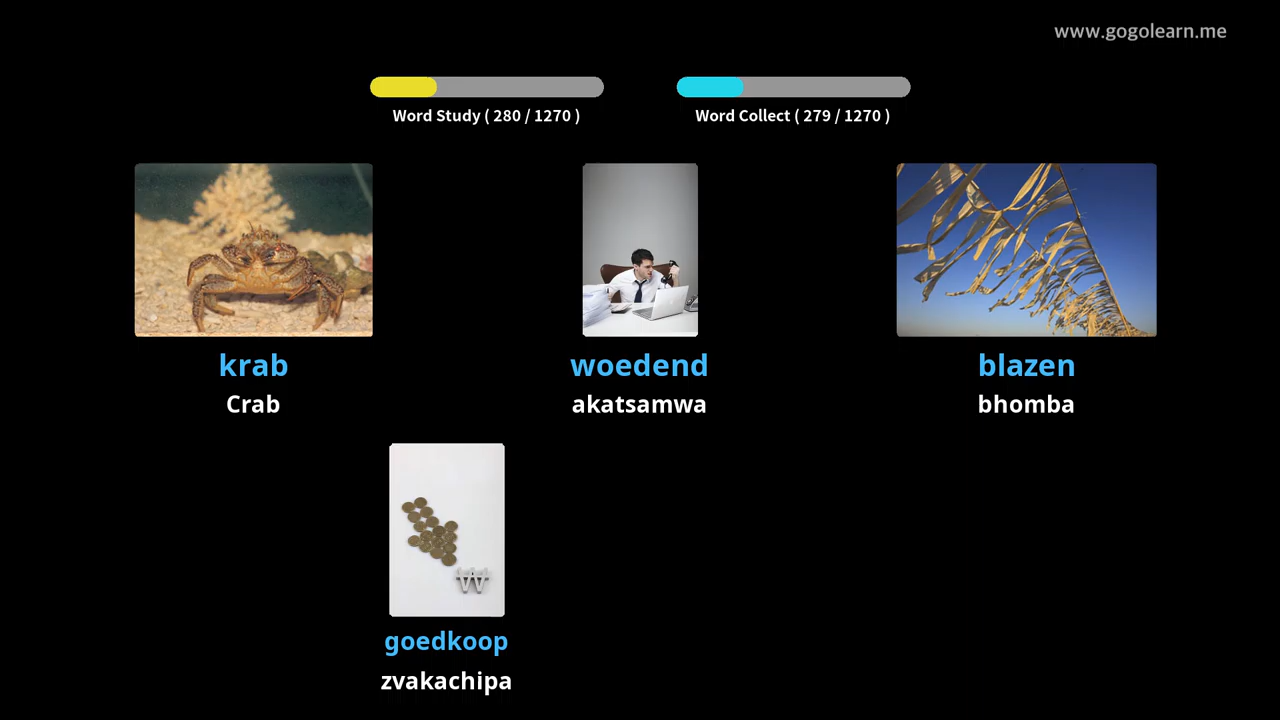 www.gogolearn.me
Word Study ( 280 / 1270 )
Word Collect ( 279 / 1270 )
krab
Crab
woedend
akatsamwa
blazen
bhomba
goedkoop
zvakachipa